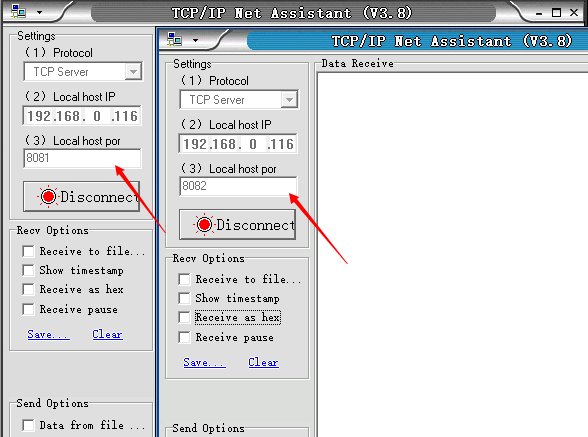 TCP/IP Net Assistant (V3.8)
Settings
(1) Protocol
TCP Server
(2) Local host IP
192.168. 0 .116
(3) Local host por
8081
Disconnect
Recv Options
Receive to file...
Show timestamp
Receive as hex
Receive pause
Save...
Clear
Send Options
Data from file ...
TCP/IP Net Assistant (V3.8)
Settings
(1) Protocol
TCP Server
(2) Local host IP
192.168. 0 .116
(3) Local host por
8082
Disconnect
Recv Options
Receive to file...
Show timestamp
Receive as hex
Receive pause
Save...
Clear
Send Options
Data Receive